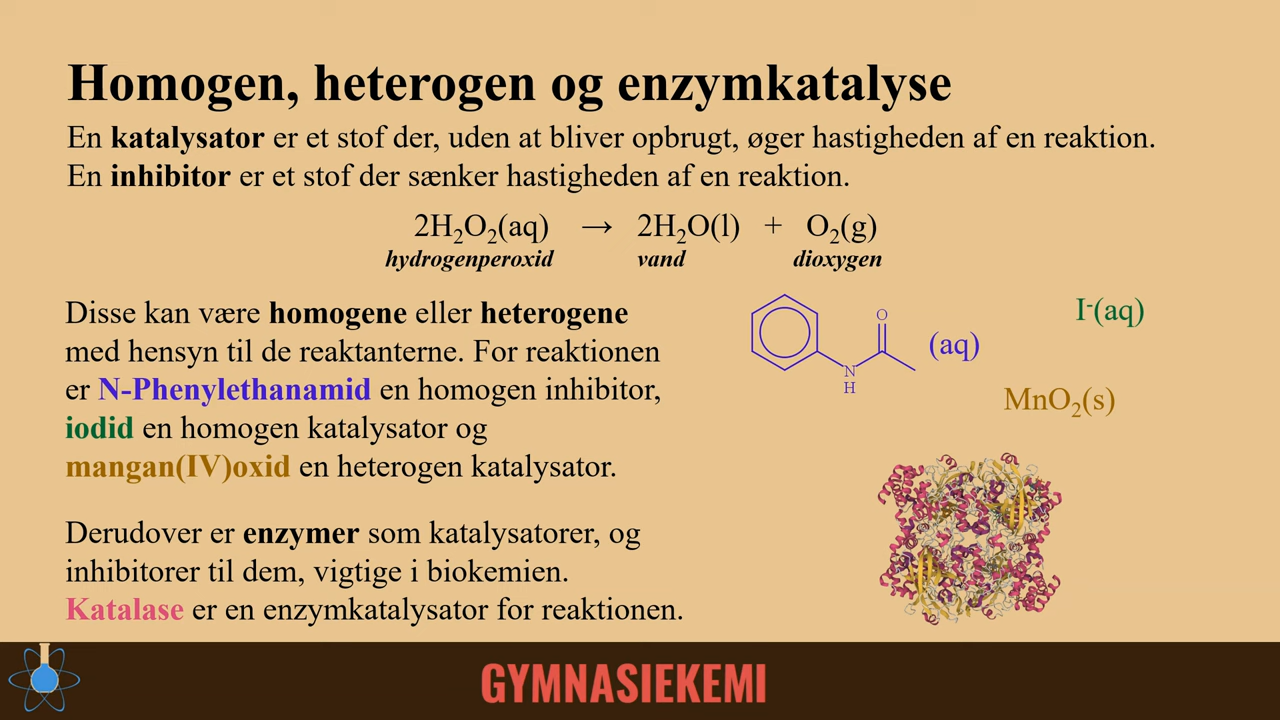 Homogen, heterogen og enzymkatalyse
En katalysator er et stof der, uden at bliver opbrugt, øger hastigheden af en reaktion.
En inhibitor er et stof der sænker hastigheden af en reaktion.
2H₂O₂(aq) → 2H₂O(l) + O₂(g)
hydrogenperoxid vand dioxygen
Disse kan være homogene eller heterogene
med hensyn til de reaktanterne. For reaktionen
er N-Phenylethanamid en homogen inhibitor,
iodid en homogen katalysator og
mangan(IV)oxid en heterogen katalysator.
O
N
H
(aq)
I⁻(aq)
MnO₂(s)
Derudover er enzymer som katalysatorer, og
inhibitorer til dem, vigtige i biokemien.
Katalase er en enzymkatalysator for reaktionen.
GYMNASIEKEMI